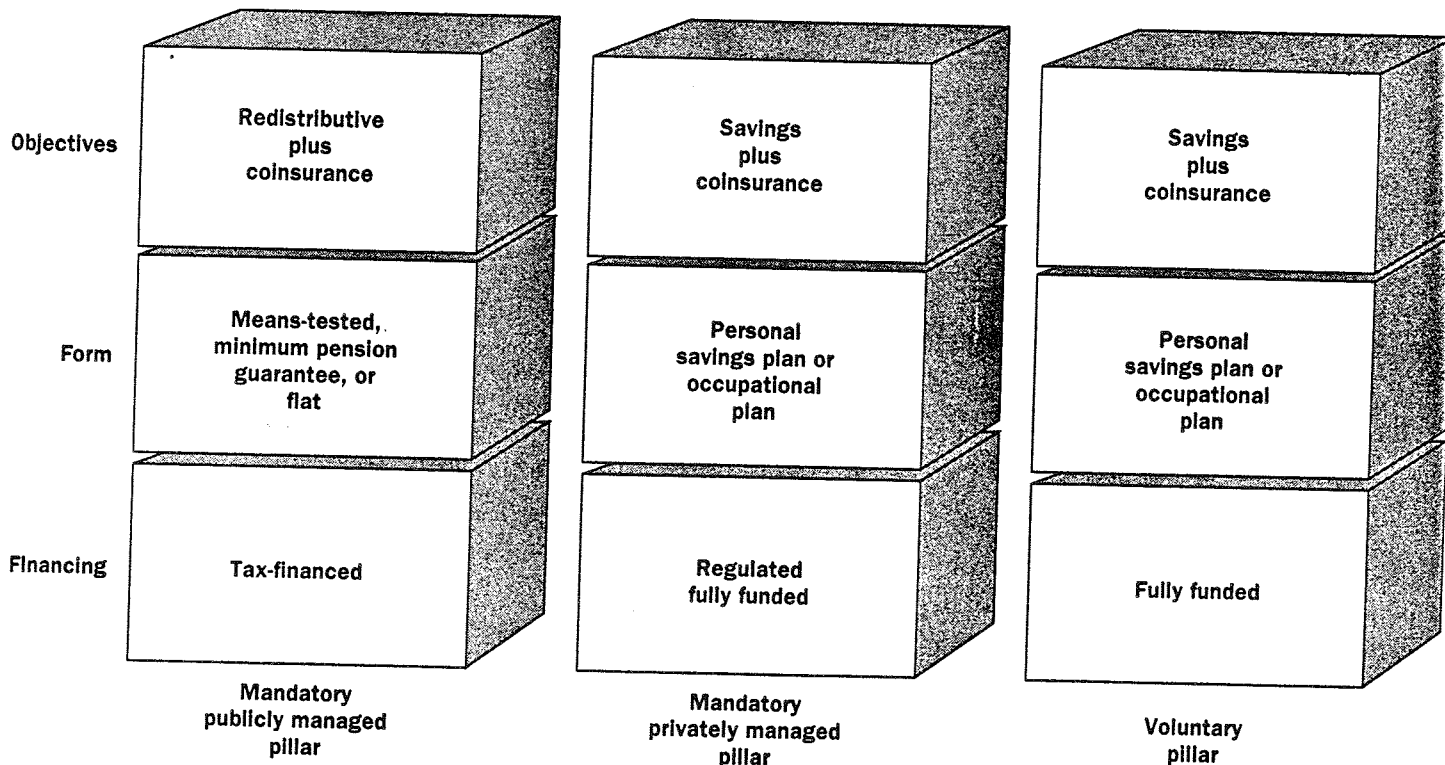 Objectives
Redistributive
plus
coinsurance
Savings
plus
coinsurance
Savings
plus
coinsurance
Form
Means-tested,
minimum pension
guarantee, or
flat
Personal
savings plan or
occupational
plan
Personal
savings plan or
occupational
plan
Financing
Tax-financed
Regulated
fully funded
Fully funded
Mandatory
publicly managed
pillar
Mandatory
privately managed
pillar
Voluntary
pillar